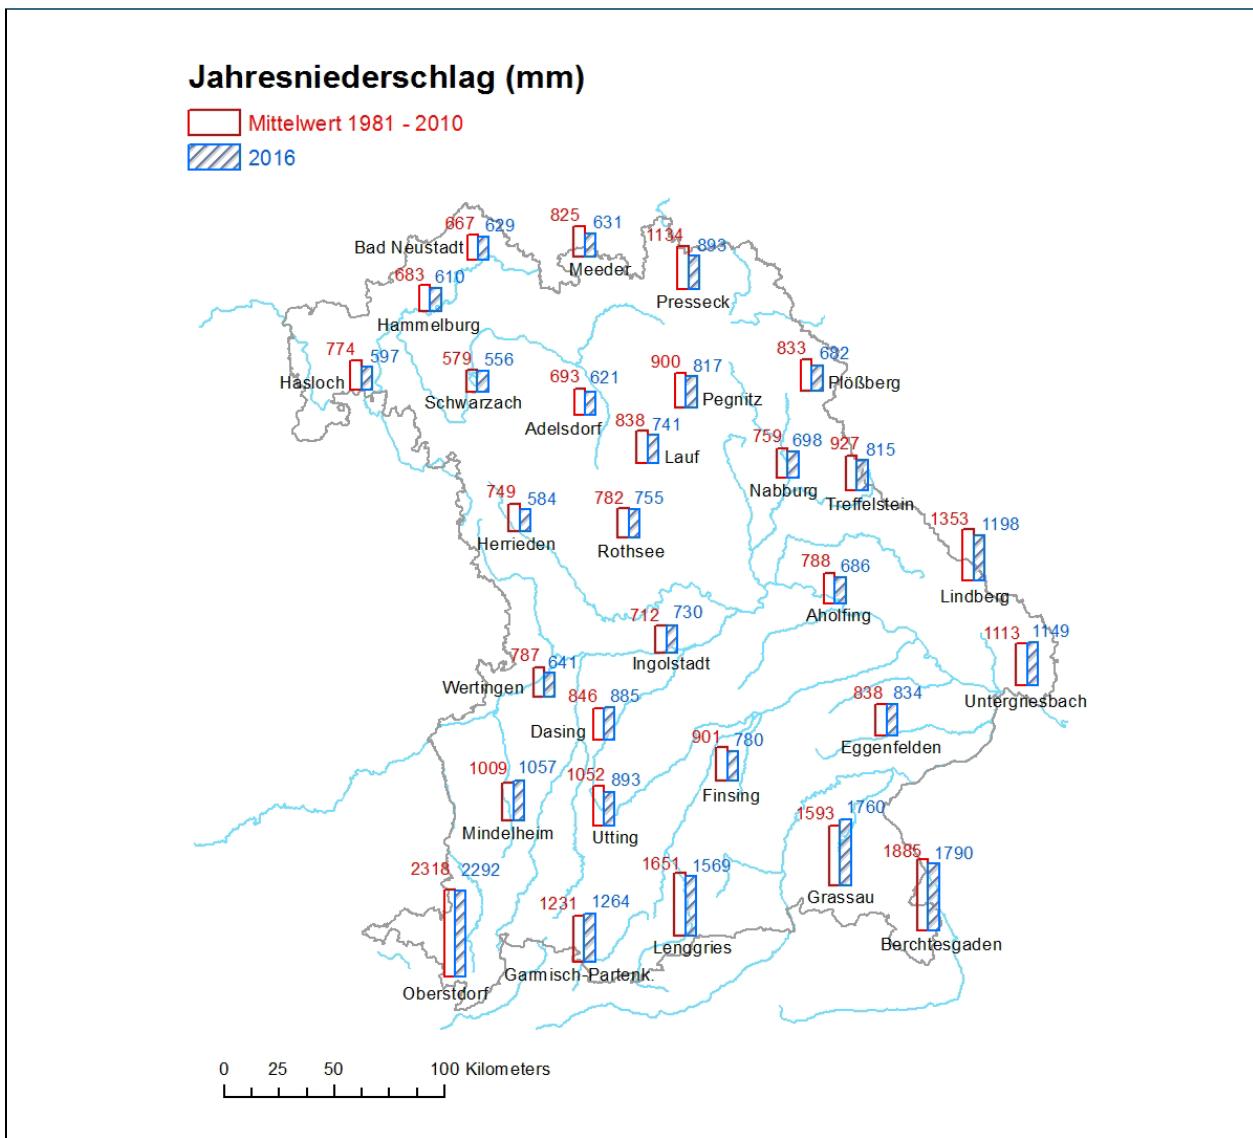 Jahresniederschlag (mm)
Mittelwert 1981 - 2010
2016
667 629
Bad Neustadt
825 631
Meeder
1134 893
Presseck
683 610
Hammelburg
774 597
Hasloch
579 556
Schwarzach
693 621
Adelsdorf
900 817
Pegnitz
833 682
Plößberg
838 741
Lauf
759 698
Nabburg
927 815
Treffelstein
749 584
Herrieden
782 755
Rothsee
1353 1198
Lindberg
788 686
Aholfing
712 730
Ingolstadt
1113 1149
Untergriesbach
787 641
Wertingen
846 885
Dasing
838 834
Eggenfelden
901 780
Finsing
1009 1057
Mindelheim
1052 893
Utting
1593 1760
Grassau
1885 1790
Berchtesgaden
1651 1569
Lenggries
2318 2292
Oberstdorf
1231 1264
Garmisch-Partenk.
0 25 50 100 Kilometers